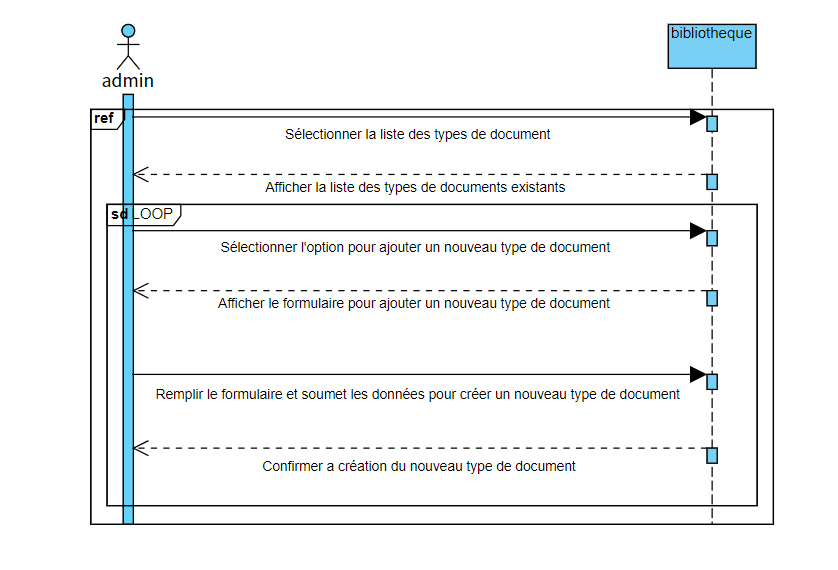 bibliotheque
admin
ref
Sélectionner la liste des types de document
Afficher la liste des types de documents existants
sd LOOP
Sélectionner l'option pour ajouter un nouveau type de document
Afficher le formulaire pour ajouter un nouveau type de document
Remplir le formulaire et soumet les données pour créer un nouveau type de document
Confirmer a création du nouveau type de document